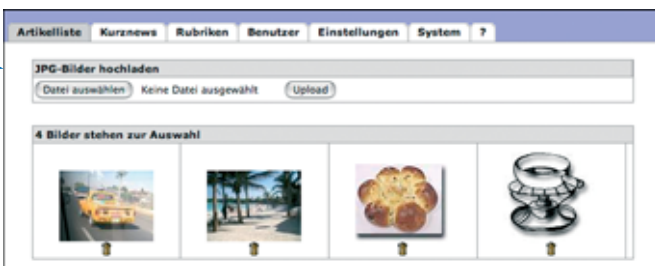 Artikelliste Kurznews Rubriken Benutzer Einstellungen System ?
JPG-Bilder hochladen
Datei auswählen Keine Datei ausgewählt Upload
4 Bilder stehen zur Auswahl